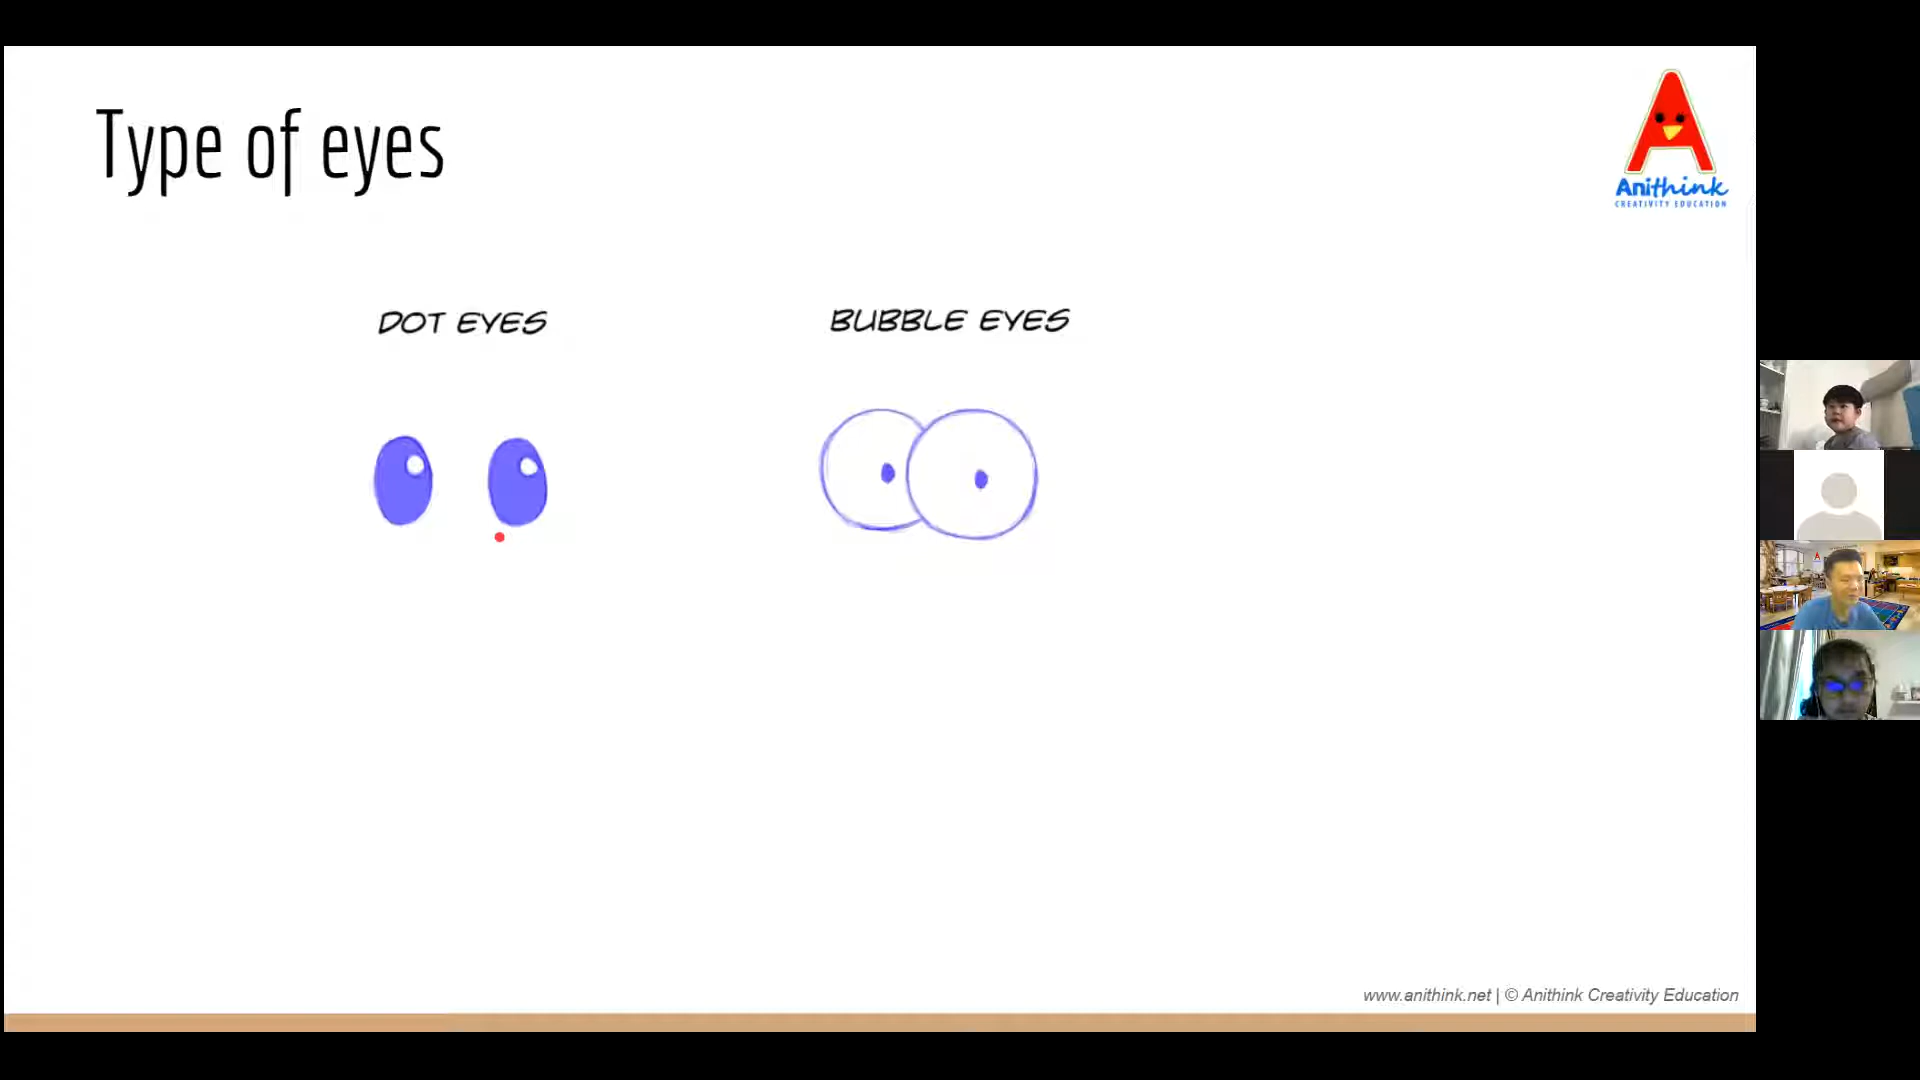 Type of eyes
Anithink
CREATIVITY EDUCATION
DOT EYES
BUBBLE EYES
www.anithink.net | © Anithink Creativity Education